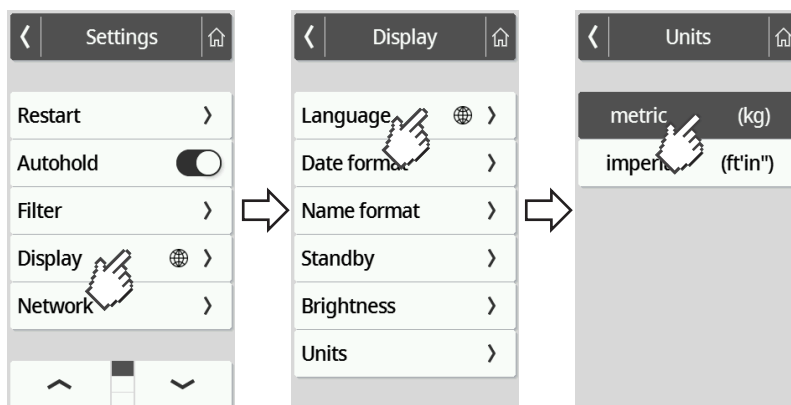 Settings
Restart
Autohold
Filter
Display
Network
Display
Language
Date format
Name format
Standby
Brightness
Units
Units
metric (kg)
(ft'in")